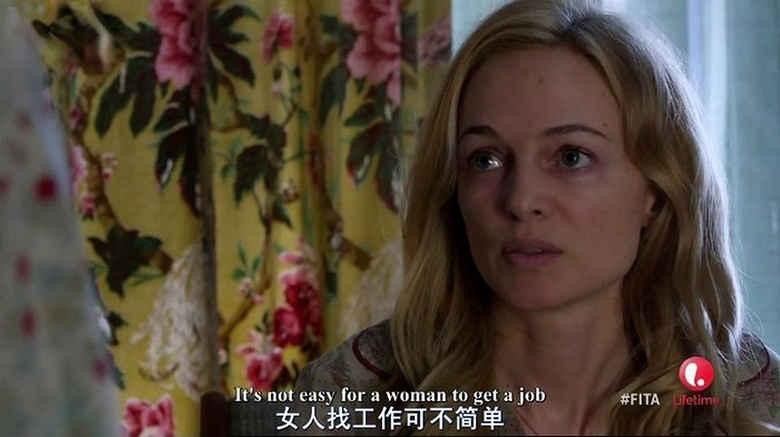 It's not easy for a woman to get a job
女人找工作可不简单
#FITA
Lifetime